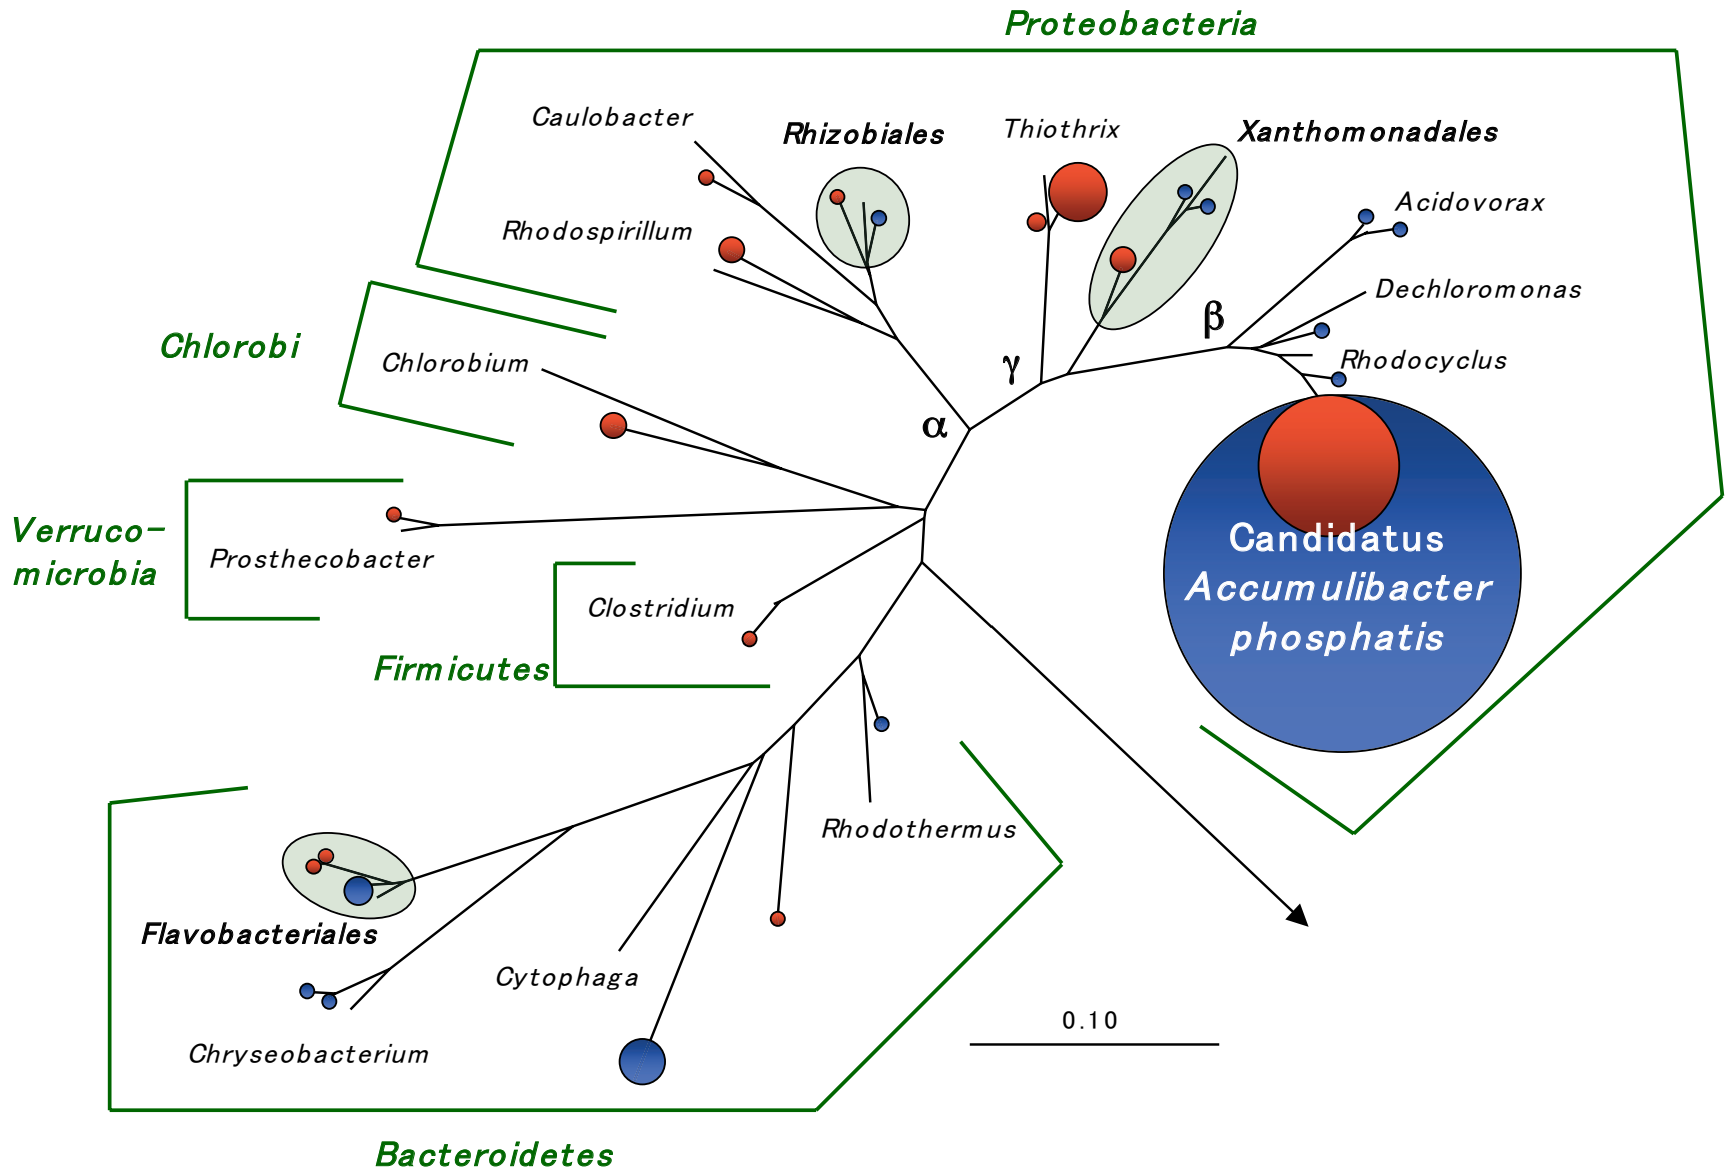 Proteobacteria
Caulobacter
Rhizobiales
Thiothrix
Xanthomonadales
Rhodospirillum
Acidovorax
Dechloromonas
β
Chlorobi
Chlorobium
γ
Rhodocyclus
α
Verruco-
microbia
Prosthecobacter
Candidatus
Accumulibacter
phosphatis
Clostridium
Firmicutes
Rhodothermus
Flavobacteriales
Cytophaga
Chryseobacterium
0.10
Bacteroidetes